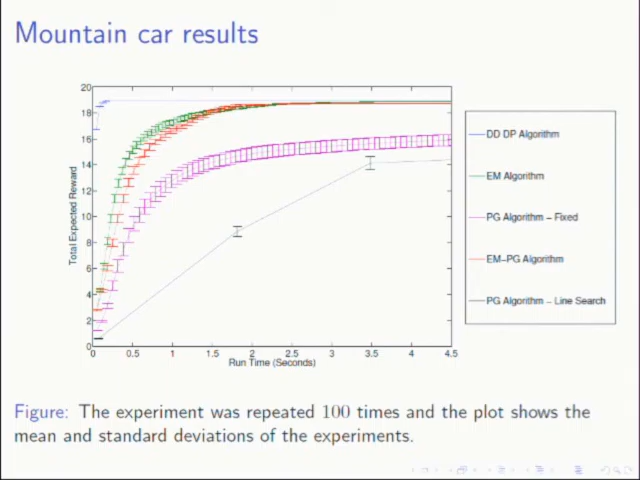 Mountain car results
20
18
16
14
12
10
8
6
4
2
0
Total Expected Reward
0 0.5 1 1.5 2 2.5 3 3.5 4 4.5
Run Time (Seconds)
DD DP Algorithm
EM Algorithm
PG Algorithm – Fixed
EM–PG Algorithm
PG Algorithm – Line Search
Figure: The experiment was repeated 100 times and the plot shows the
mean and standard deviations of the experiments.